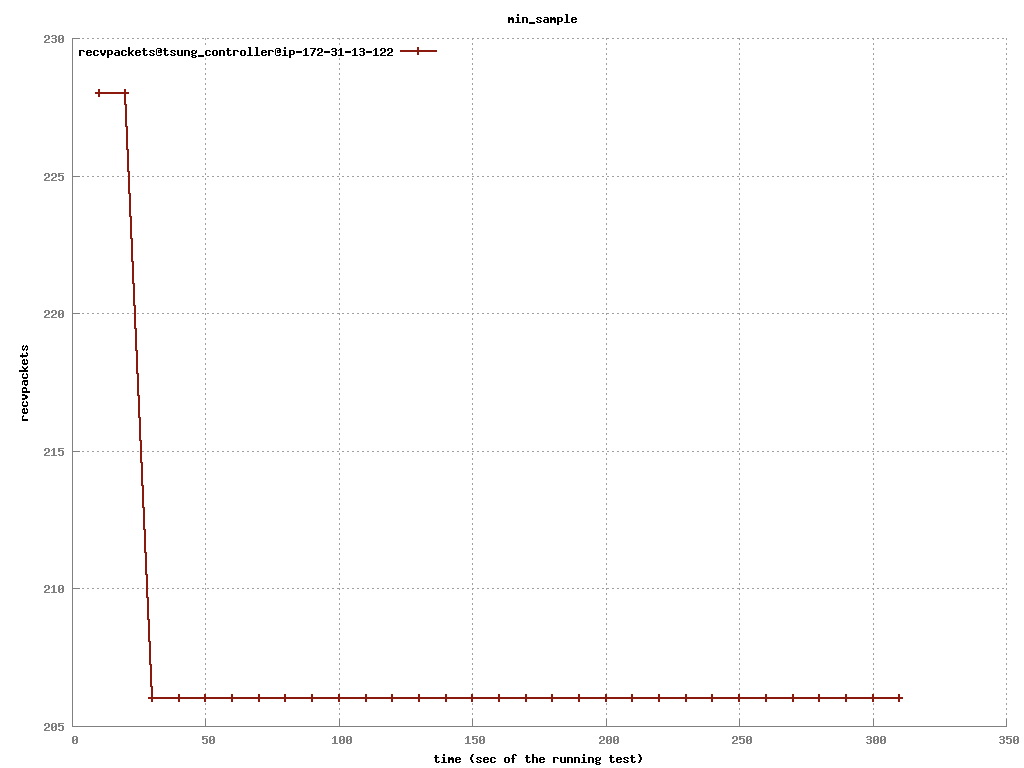 min_sample
recvpackets@tsung_controller@ip-172-31-13-122
230
225
220
215
210
205
recvpackets
0 50 100 150 200 250 300 350
time (sec of the running test)